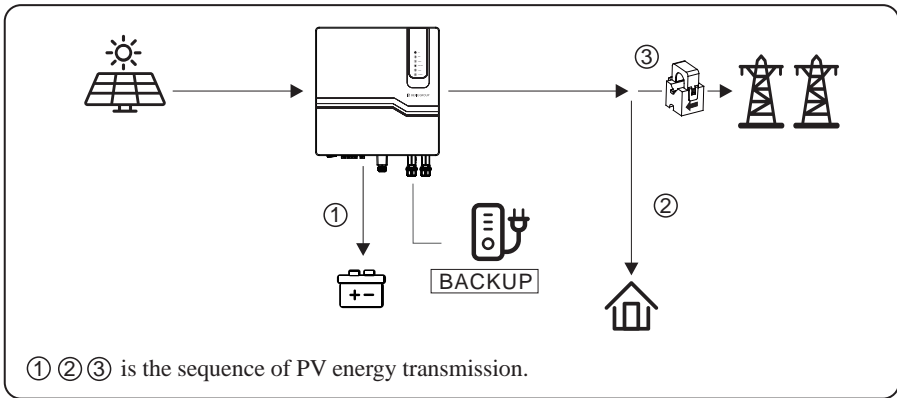 ③
①
②
+ -
BACKUP
① ② ③ is the sequence of PV energy transmission.